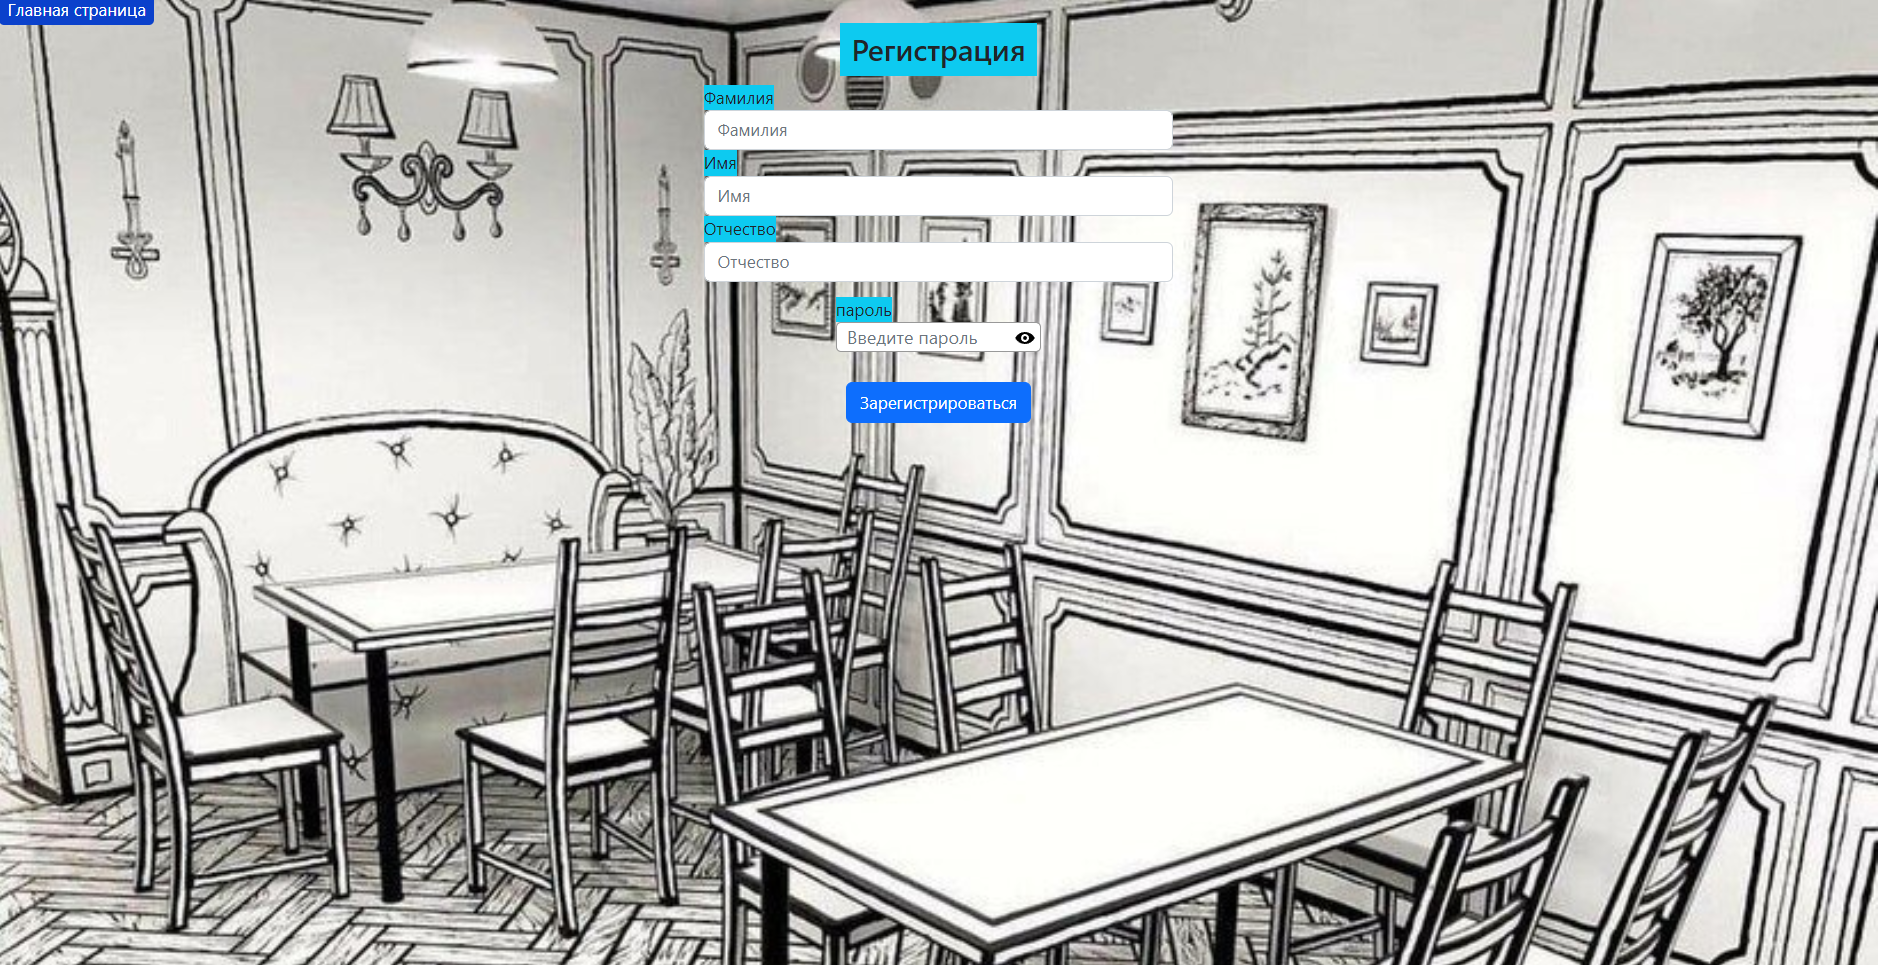 Главная страница
Регистрация
Фамилия
Фамилия
Имя
Имя
Отчество
Отчество
пароль
Введите пароль
Зарегистрироваться